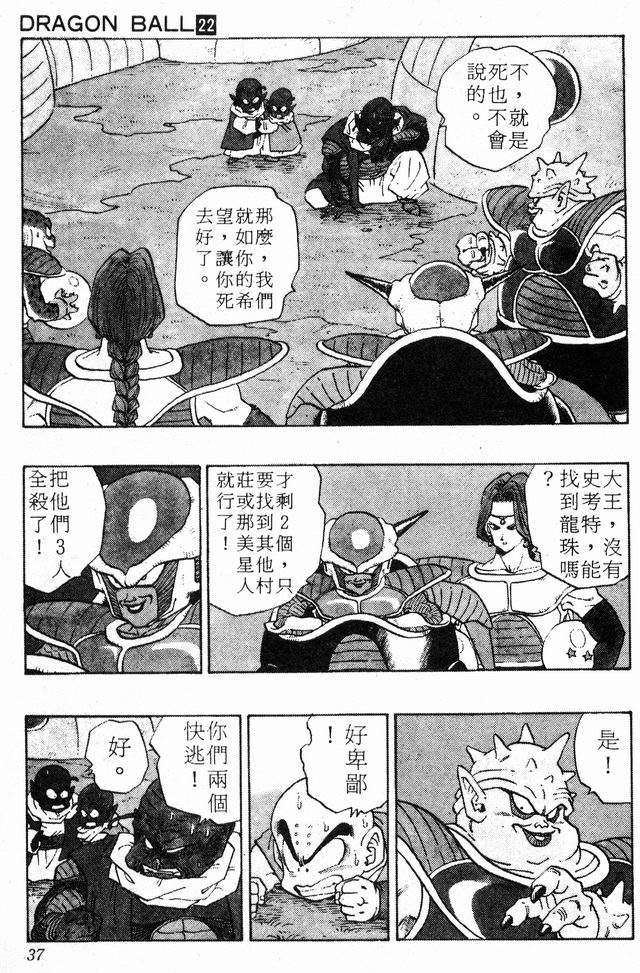 DRAGON BALL 22
不，就是
死也不會
說的。
那麼，我們
就如你的希
望，讓你死
去好了。
大王，沒有
史考特，能
找到龍珠嗎
？
才剩2個，只
要找到其他村
莊或那美星人
就行了！
把他們3人
全殺了！
是！
好卑鄙
！
你們兩個
快逃！
好。
37